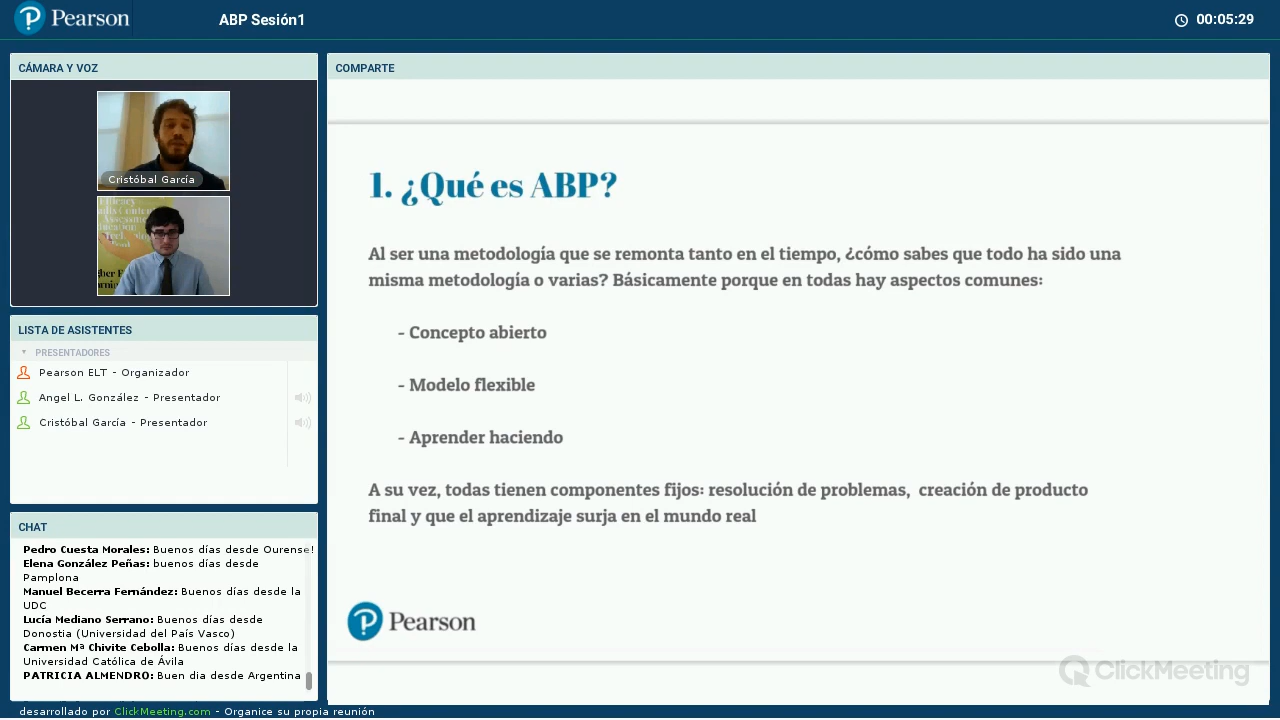 Pearson
ABP Sesión1
00:05:29
CÁMARA Y VOZ
Cristóbal García
LISTA DE ASISTENTES
PRESENTADORES
Pearson ELT - Organizador
Angel L. González - Presentador
Cristóbal García - Presentador
CHAT
Pedro Cuesta Morales: Buenos días desde Ourense!
Elena González Peñas: buenos días desde
Pamplona
Manuel Becerra Fernández: Buenos días desde la
UDC
Lucía Mediano Serrano: Buenos días desde
Donostia (Universidad del País Vasco)
Carmen Mª Chivite Cebolla: Buenos días desde la
Universidad Católica de Ávila
PATRICIA ALMENDRO: Buen dia desde Argentina
desarrollado por ClickMeeting.com - Organice su propia reunión
COMPARTE
1. ¿Qué es ABP?
Al ser una metodología que se remonta tanto en el tiempo, ¿cómo sabes que todo ha sido una
misma metodología o varias? Básicamente porque en todas hay aspectos comunes:
- Concepto abierto
- Modelo flexible
- Aprender haciendo
A su vez, todas tienen componentes fijos: resolución de problemas, creación de producto
final y que el aprendizaje surja en el mundo real
Pearson
ClickMeeting